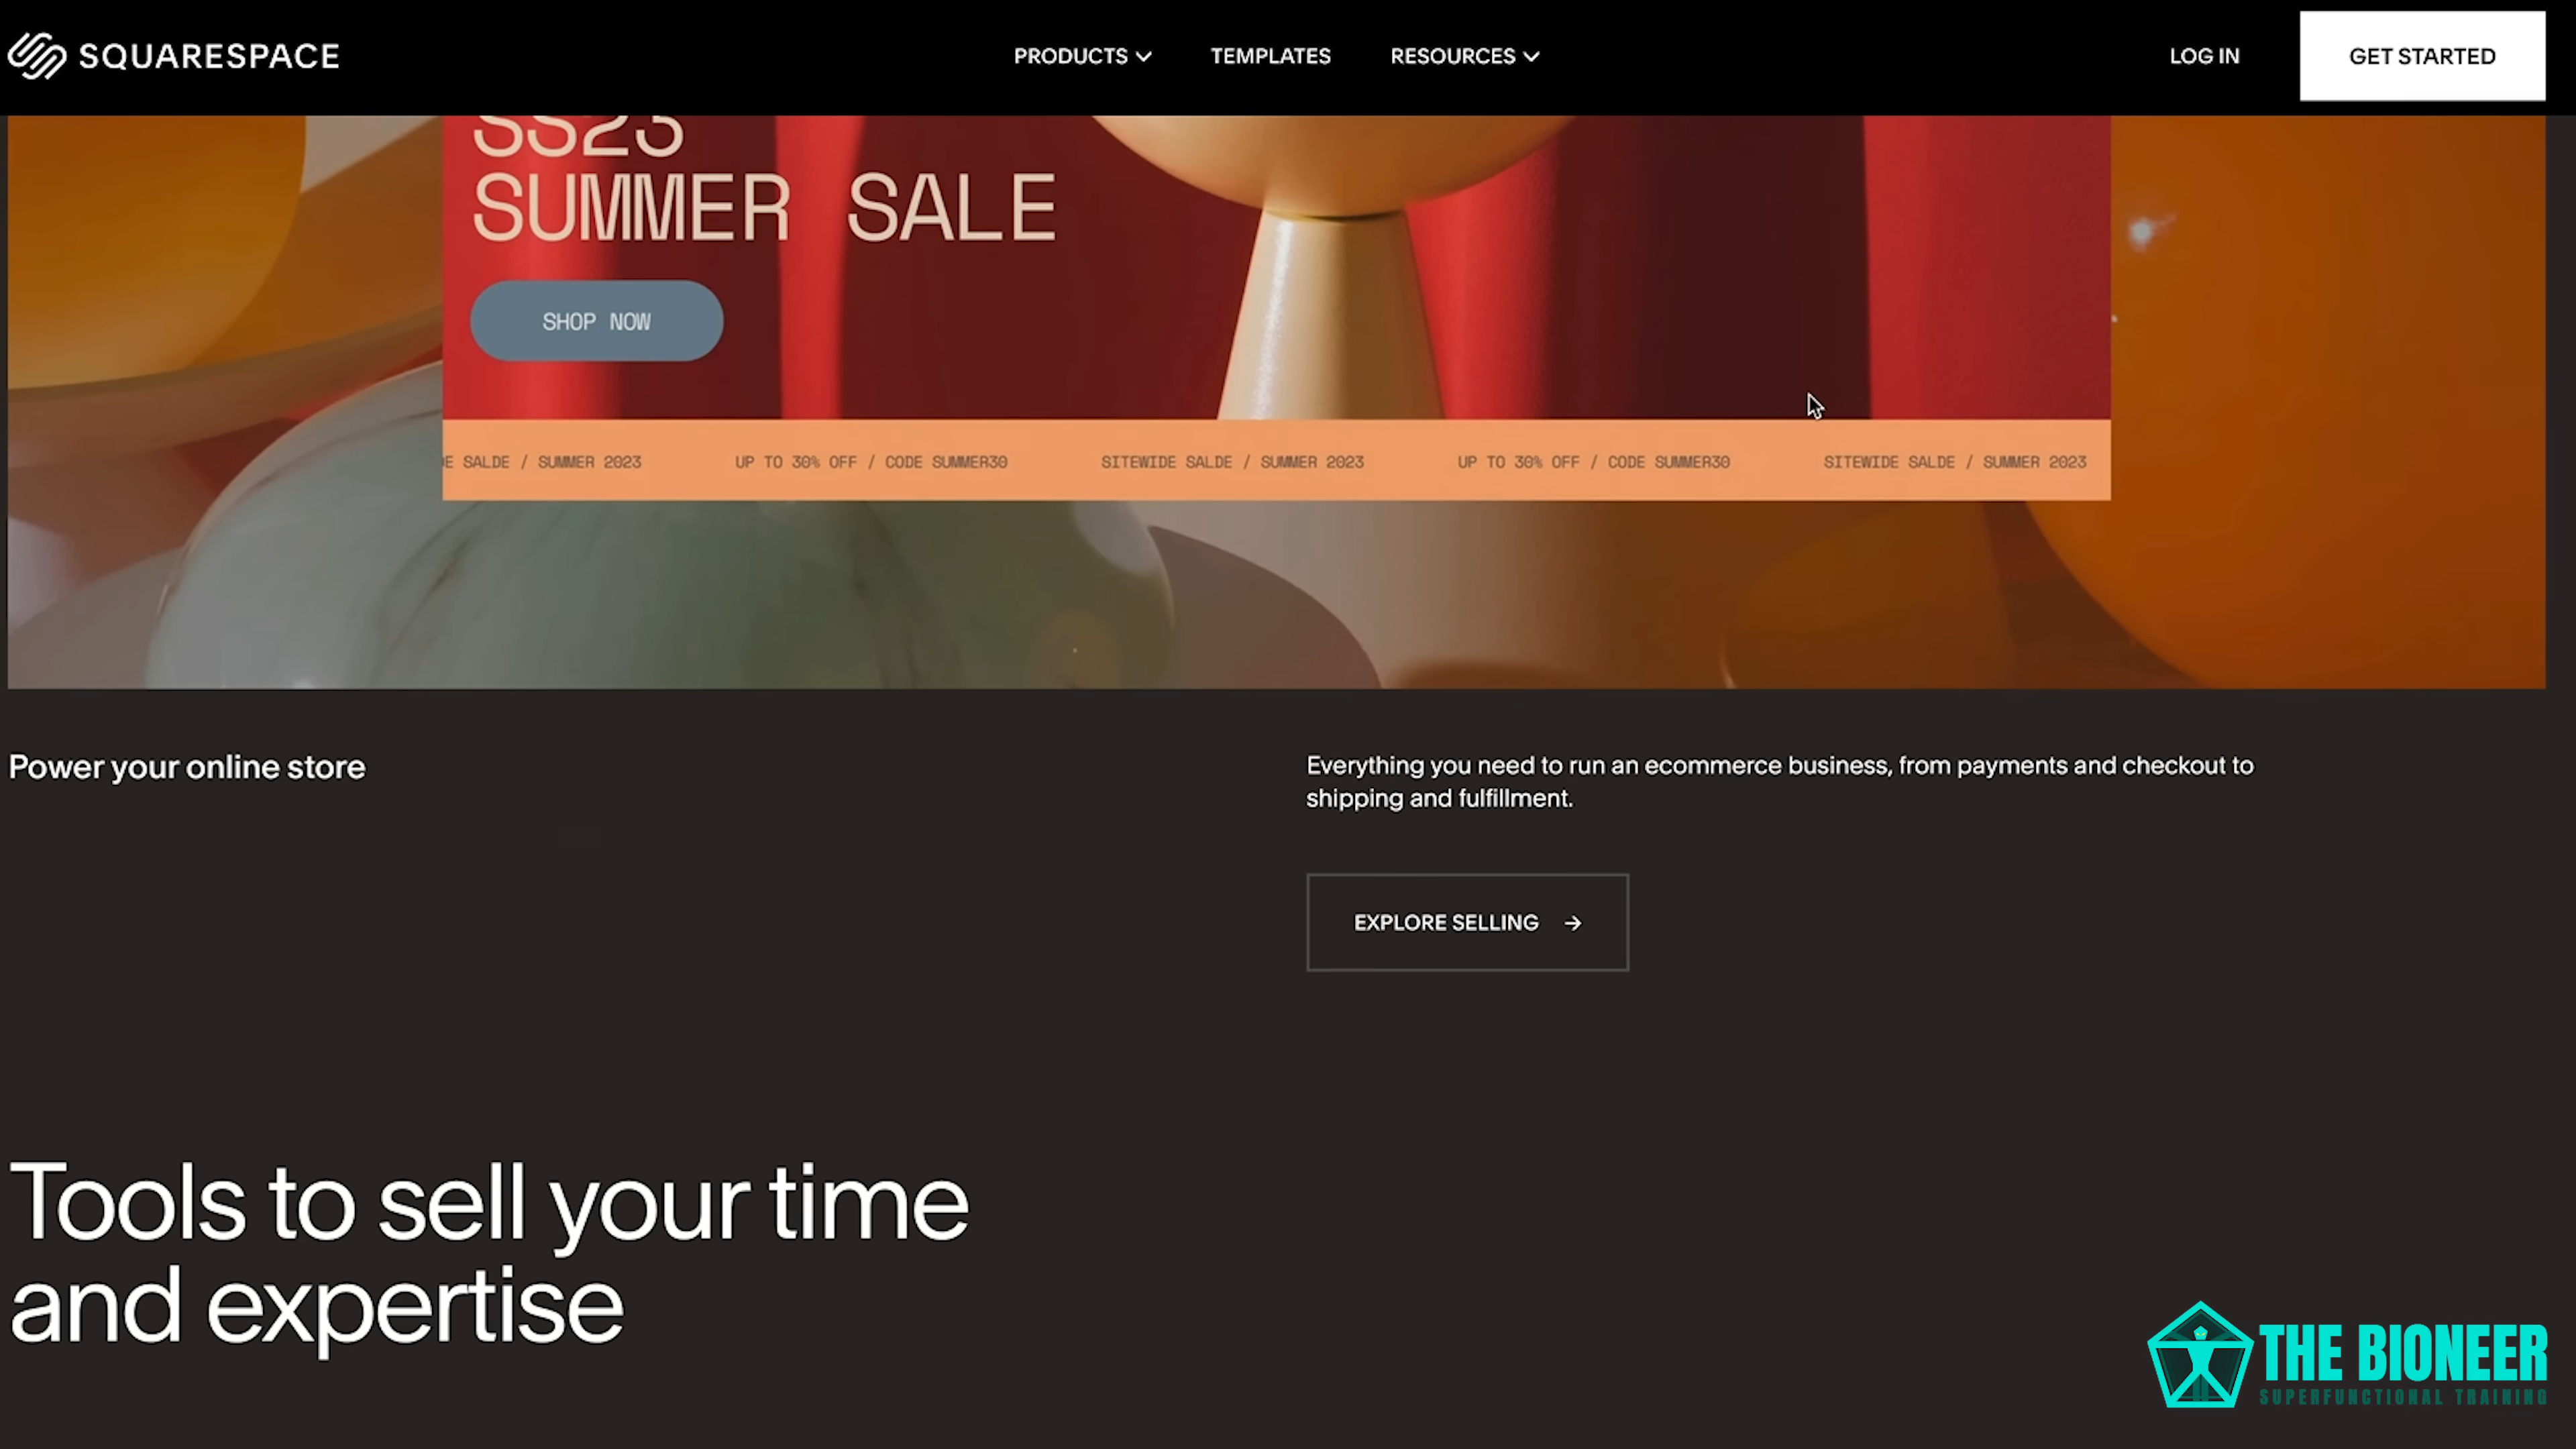 SQUARESPACE
PRODUCTS
TEMPLATES
RESOURCES
LOG IN
GET STARTED
SS23
SUMMER SALE
SHOP NOW
SALDE / SUMMER 2023
UP TO 30% OFF / CODE SUMMER30
SITEWIDE SALDE / SUMMER 2023
UP TO 30% OFF / CODE SUMMER30
SITEWIDE SALDE / SUMMER 2023
Power your online store
Everything you need to run an ecommerce business, from payments and checkout to
shipping and fulfillment.
EXPLORE SELLING →
Tools to sell your time
and expertise
THE BIONEER
SUPERFUNCTIONAL TRAINING